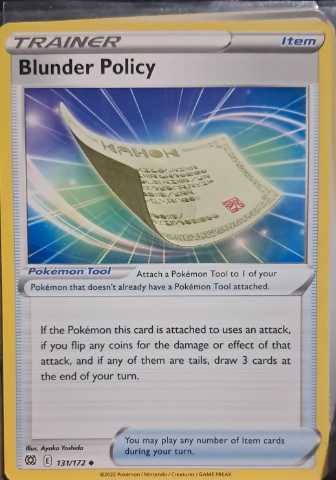 TRAINER Item
Blunder Policy
Pokémon Tool Attach a Pokémon Tool to 1 of your
Pokémon that doesn't already have a Pokémon Tool attached.
If the Pokémon this card is attached to uses an attack,
if you flip any coins for the damage or effect of that
attack, and if any of them are tails, draw 3 cards at
the end of your turn.
Illus. Ayako Yoshida
E 131/172
You may play any number of Item cards
during your turn.
©2022 Pokémon / Nintendo / Creatures / GAME FREAK